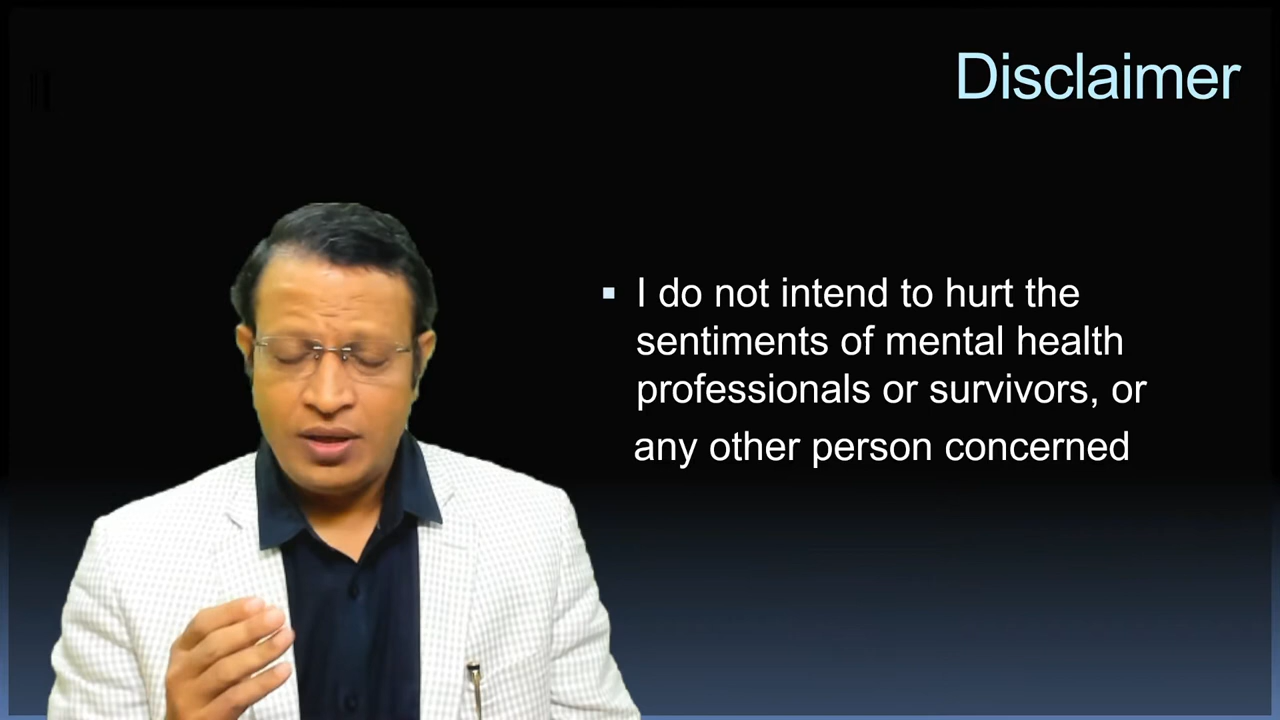 Disclaimer
▪ I do not intend to hurt the
sentiments of mental health
professionals or survivors, or
any other person concerned